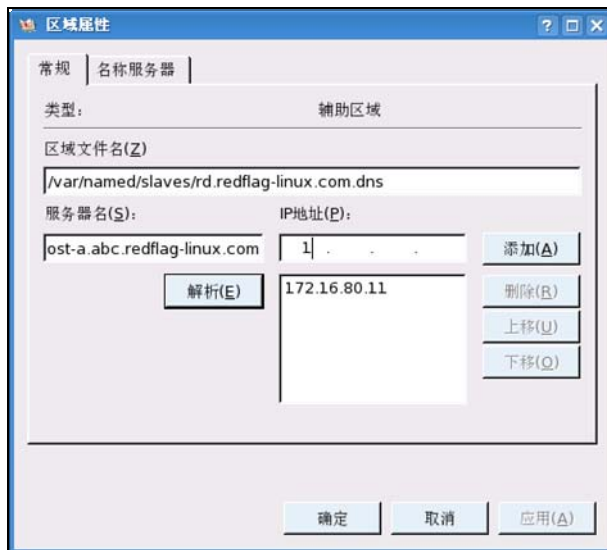 区域属性
常规 名称服务器
类型： 辅助区域
区域文件名(Z)
/var/named/slaves/rd.redflag-linux.com.dns
服务器名(S)： IP地址(P)：
ost-a.abc.redflag-linux.com 1 . . . 添加(A)
解析(E) 172.16.80.11 删除(R)
上移(U)
下移(O)
确定 取消 应用(A)